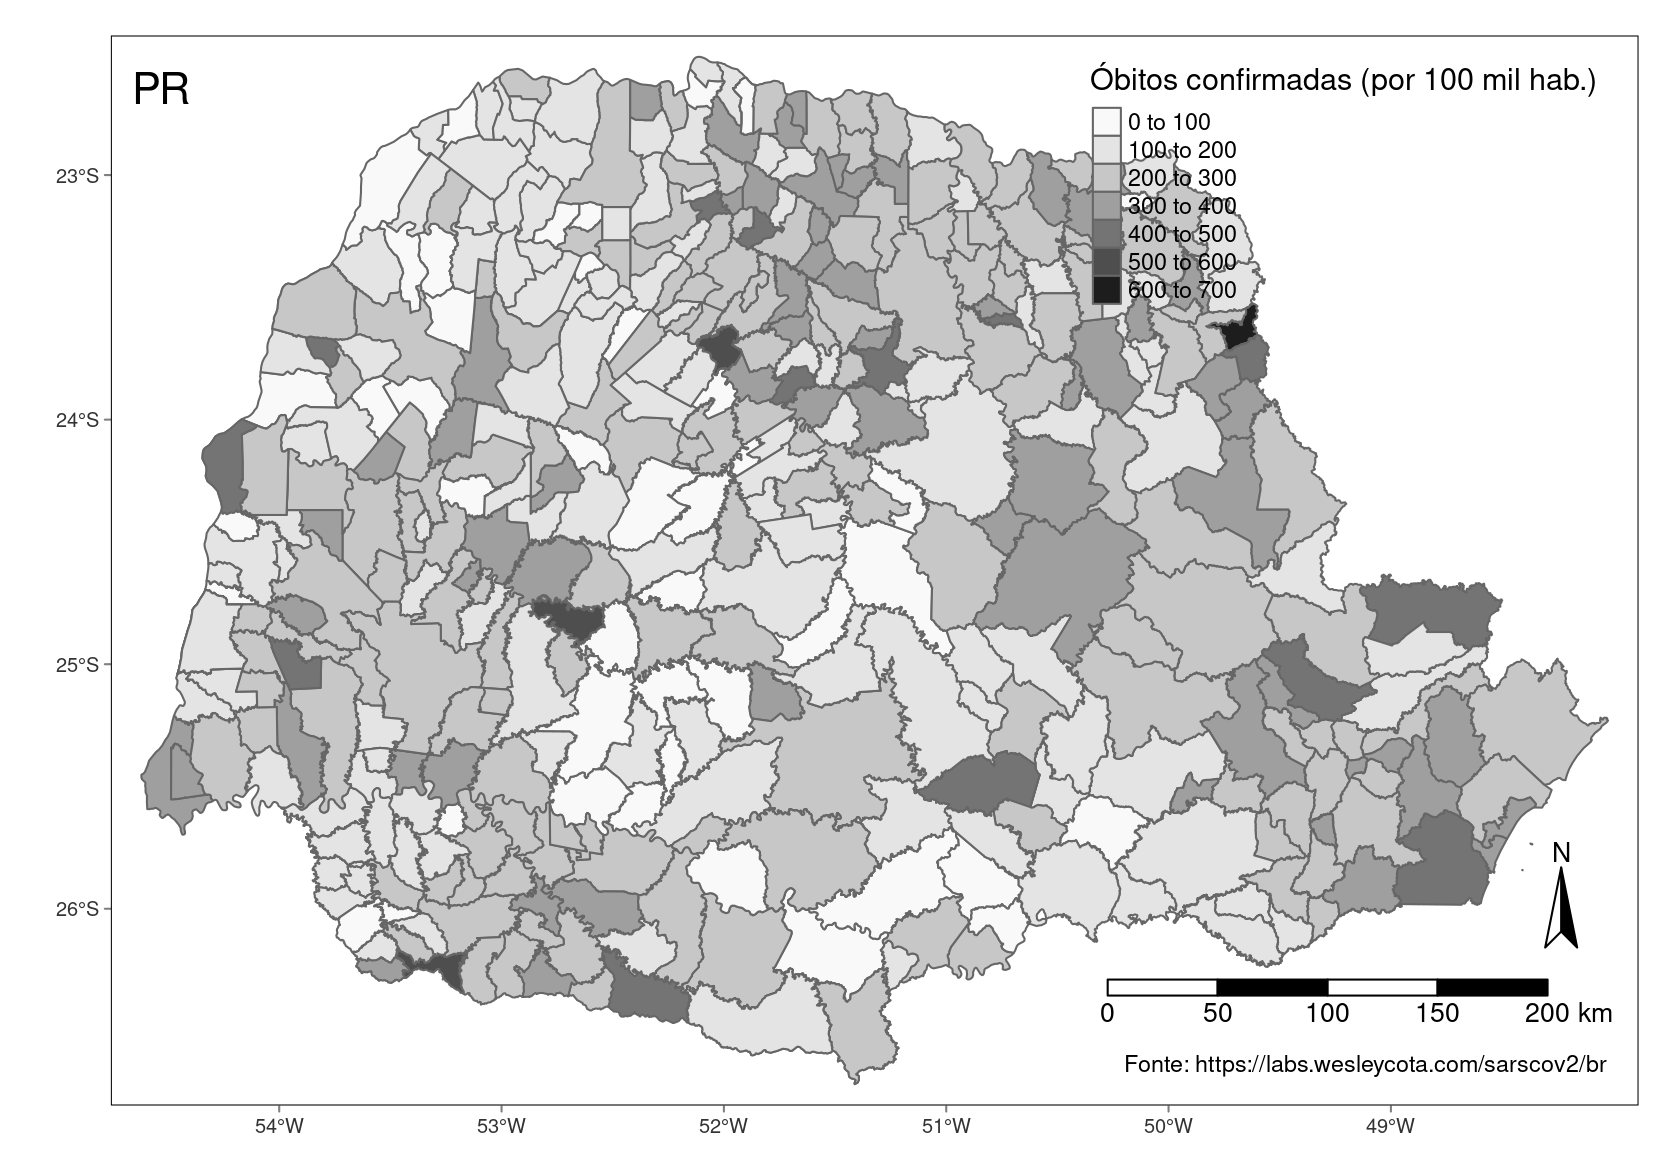 PR
Óbitos confirmadas (por 100 mil hab.)
0 to 100
100 to 200
200 to 300
300 to 400
400 to 500
500 to 600
600 to 700
23°S
24°S
25°S
26°S
N
0 50 100 150 200 km
Fonte: https://labs.wesleycota.com/sarscov2/br
54°W 53°W 52°W 51°W 50°W 49°W